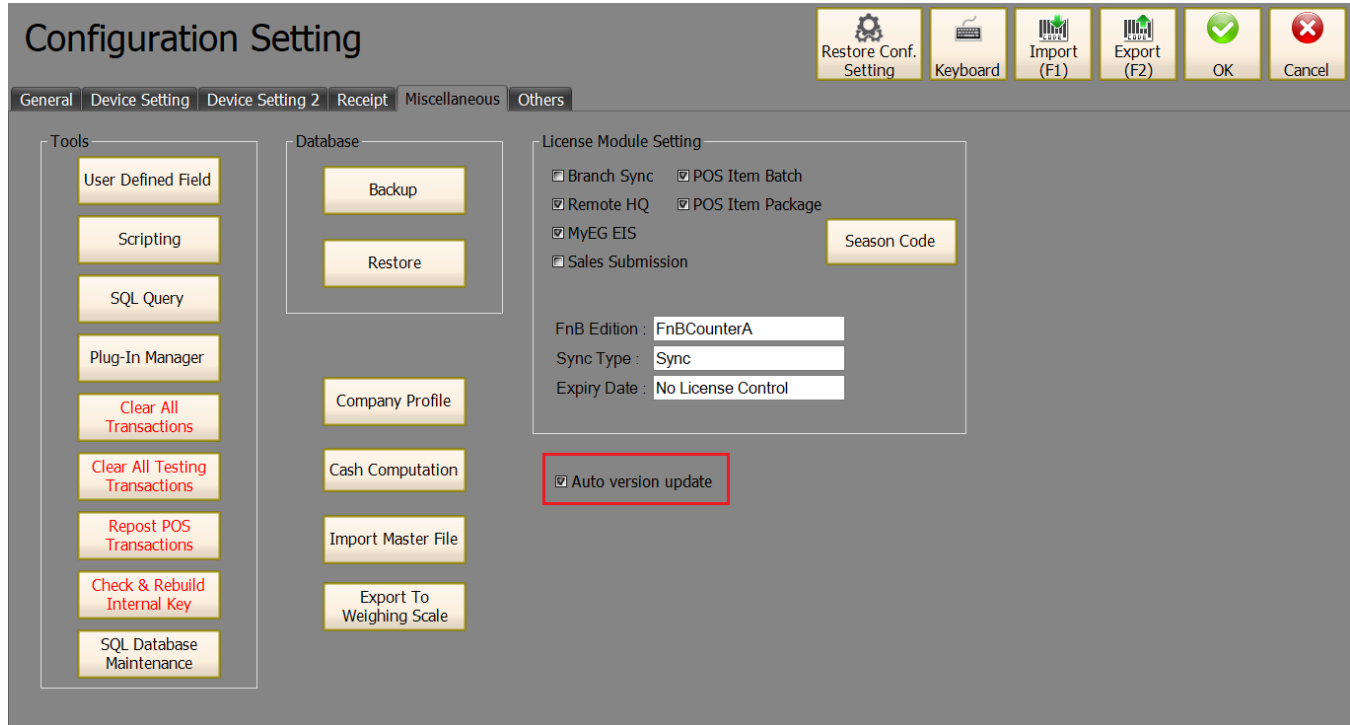 Configuration Setting
Restore Conf.
Setting
Keyboard
Import
(F1)
Export
(F2)
OK
Cancel
General
Device Setting
Device Setting 2
Receipt
Miscellaneous
Others
Tools
User Defined Field
Scripting
SQL Query
Plug-In Manager
Clear All
Transactions
Clear All Testing
Transactions
Repost POS
Transactions
Check & Rebuild
Internal Key
SQL Database
Maintenance
Database
Backup
Restore
Company Profile
Cash Computation
Import Master File
Export To
Weighing Scale
License Module Setting
Branch Sync
POS Item Batch
Remote HQ
POS Item Package
MyEG EIS
Sales Submission
Season Code
FnB Edition : FnBCounterA
Sync Type : Sync
Expiry Date : No License Control
Auto version update